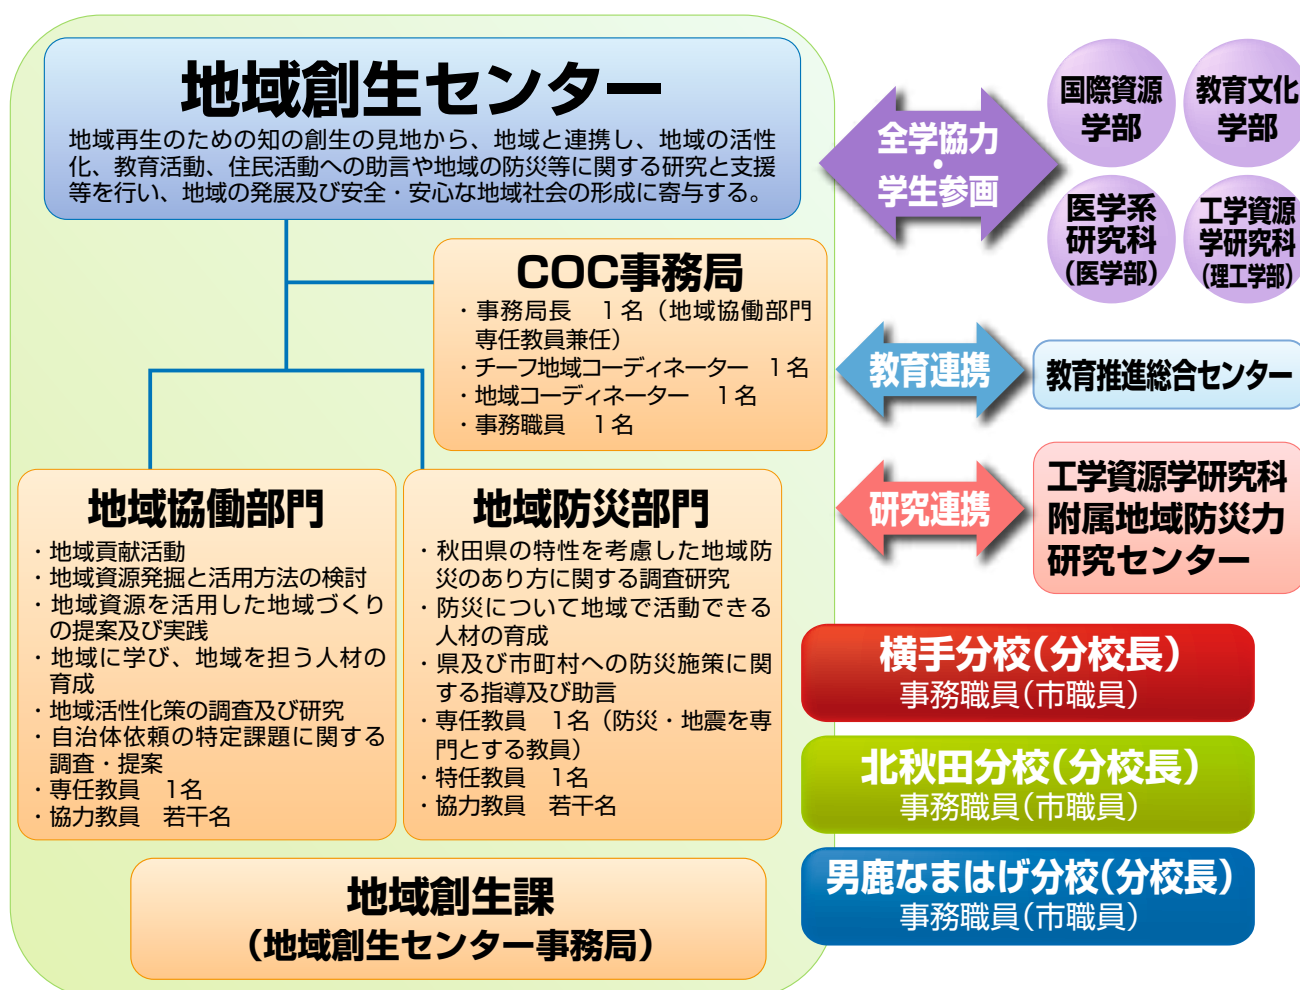 地域創生センター
地域再生のための知の創生の見地から、地域と連携し、地域の活性
化、教育活動、住民活動への助言や地域の防災等に関する研究と支援
等を行い、地域の発展及び安全・安心な地域社会の形成に寄与する。
COC事務局
・事務局長　1名（地域協働部門
専任教員兼任）
・チーフ地域コーディネーター　1名
・地域コーディネーター　1名
・事務職員　1名
地域協働部門
・地域貢献活動
・地域資源発掘と活用方法の検討
・地域資源を活用した地域づくり
の提案及び実践
・地域に学び、地域を担う人材の
育成
・地域活性化策の調査及び研究
・自治体依頼の特定課題に関する
調査・提案
・専任教員　1名
・協力教員　若干名
地域防災部門
・秋田県の特性を考慮した地域防
災のあり方に関する調査研究
・防災について地域で活動できる
人材の育成
・県及び市町村への防災施策に関
する指導及び助言
・専任教員　1名（防災・地震を専
門とする教員）
・特任教員　1名
・協力教員　若干名
地域創生課
（地域創生センター事務局）
全学協力
・
学生参画
国際資源
学部
教育文化
学部
医学系
研究科
（医学部）
工学資源
学研究科
（理工学部）
教育連携
教育推進総合センター
研究連携
工学資源学研究科
附属地域防災力
研究センター
横手分校（分校長）
事務職員（市職員）
北秋田分校（分校長）
事務職員（市職員）
男鹿なまはげ分校（分校長）
事務職員（市職員）